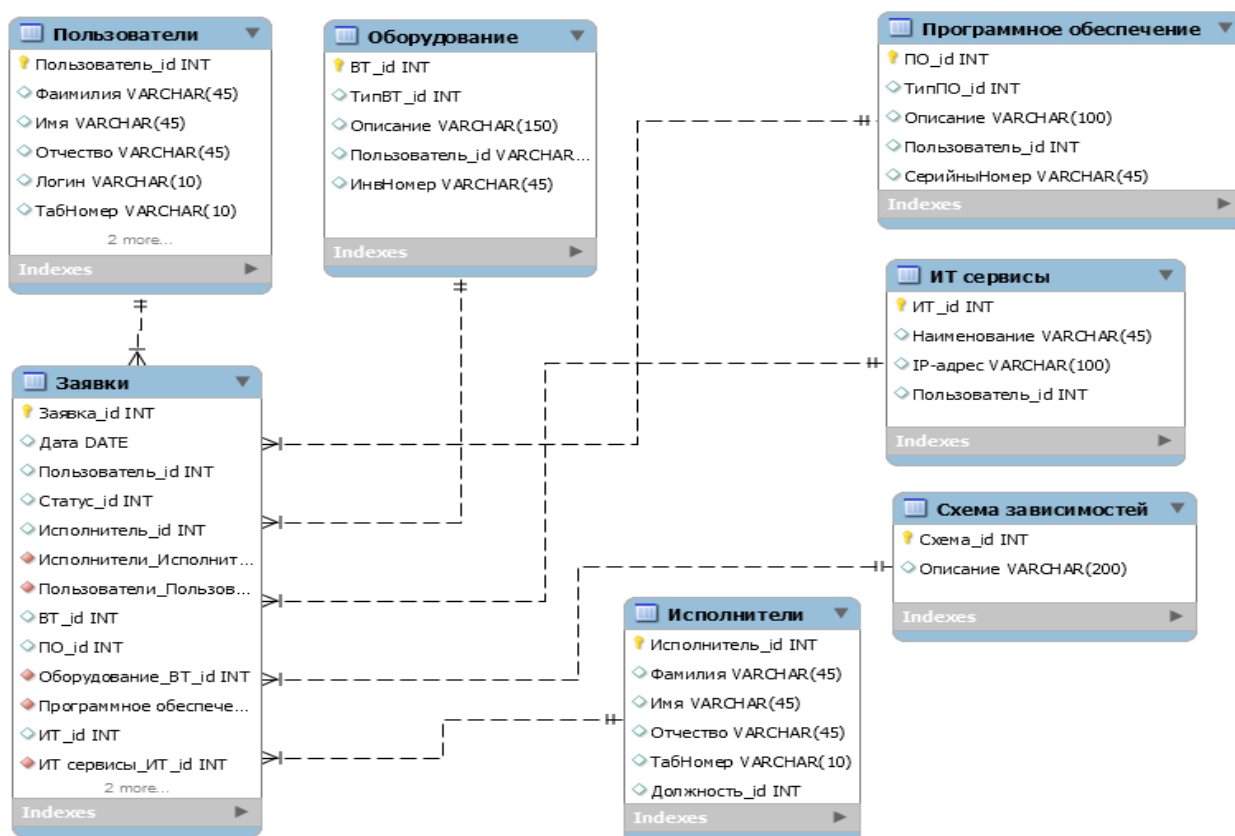 Пользователи
Пользователь_id INT
Фаимилия VARCHAR(45)
Имя VARCHAR(45)
Отчество VARCHAR(45)
Логин VARCHAR(10)
ТабНомер VARCHAR(10)
2 more...
Indexes
Оборудование
ВТ_id INT
ТипВТ_id INT
Описание VARCHAR(150)
Пользователь_id VARCHAR...
ИнвНомер VARCHAR(45)
Indexes
Программное обеспечение
ПО_id INT
ТипПО_id INT
Описание VARCHAR(100)
Пользователь_id INT
СерийныНомер VARCHAR(45)
Indexes
ИТ сервисы
ИТ_id INT
Наименование VARCHAR(45)
IP-адрес VARCHAR(100)
Пользователь_id INT
Indexes
Заявки
Заявка_id INT
Дата DATE
Пользователь_id INT
Статус_id INT
Исполнитель_id INT
Исполнители_Исполнит...
Пользователи_Пользов...
ВТ_id INT
ПО_id INT
Оборудование_ВТ_id INT
Программное обеспече...
ИТ_id INT
ИТ сервисы_ИТ_id INT
2 more...
Indexes
Схема зависимостей
Схема_id INT
Описание VARCHAR(200)
Indexes
Исполнители
Исполнитель_id INT
Фамилия VARCHAR(45)
Имя VARCHAR(45)
Отчество VARCHAR(45)
ТабНомер VARCHAR(10)
Должность_id INT
Indexes